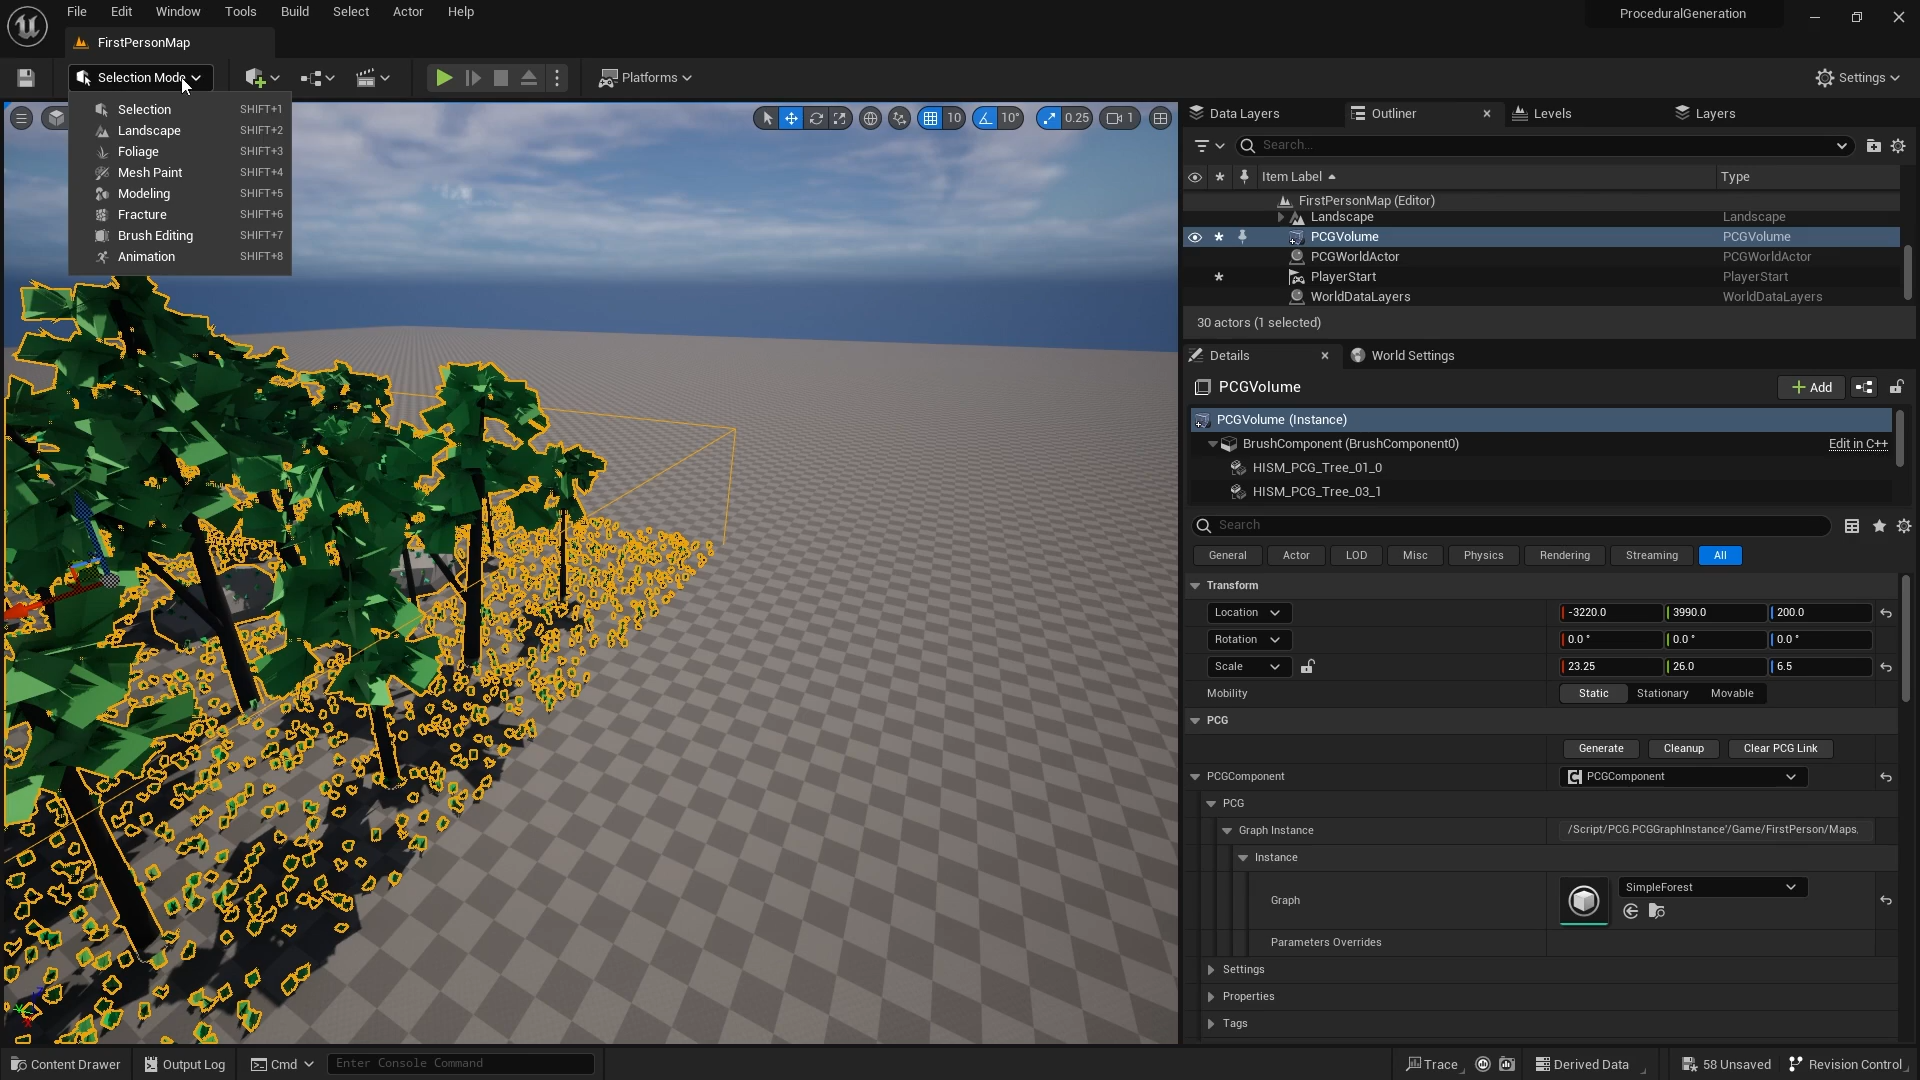 File Edit Window Tools Build Select Actor Help
ProceduralGeneration
FirstPersonMap
Selection Mode
Platforms
Settings
Selection SHIFT+1
Landscape SHIFT+2
Foliage SHIFT+3
Mesh Paint SHIFT+4
Modeling SHIFT+5
Fracture SHIFT+6
Brush Editing SHIFT+7
Animation SHIFT+8
10 10° 0.25 1
Data Layers Outliner Levels Layers
Search...
Item Label Type
FirstPersonMap (Editor)
Landscape Landscape
PCGVolume PCGVolume
PCGWorldActor PCGWorldActor
PlayerStart PlayerStart
WorldDataLayers WorldDataLayers
30 actors (1 selected)
Details World Settings
PCGVolume
Add
PCGVolume (Instance)
BrushComponent (BrushComponent0) Edit in C++
HISM_PCG_Tree_01_0
HISM_PCG_Tree_03_1
Search
General Actor LOD Misc Physics Rendering Streaming All
Transform
Location -3220.0 3990.0 200.0
Rotation 0.0 ° 0.0 ° 0.0 °
Scale 23.25 26.0 6.5
Mobility Static Stationary Movable
PCG
Generate Cleanup Clear PCG Link
PCGComponent PCGComponent
PCG
Graph Instance /Script/PCG.PCGGraphInstance'/Game/FirstPerson/Maps.
Instance
Graph SimpleForest
Parameters Overrides
Settings
Properties
Tags
Content Drawer Output Log Cmd Enter Console Command Trace Derived Data 58 Unsaved Revision Control